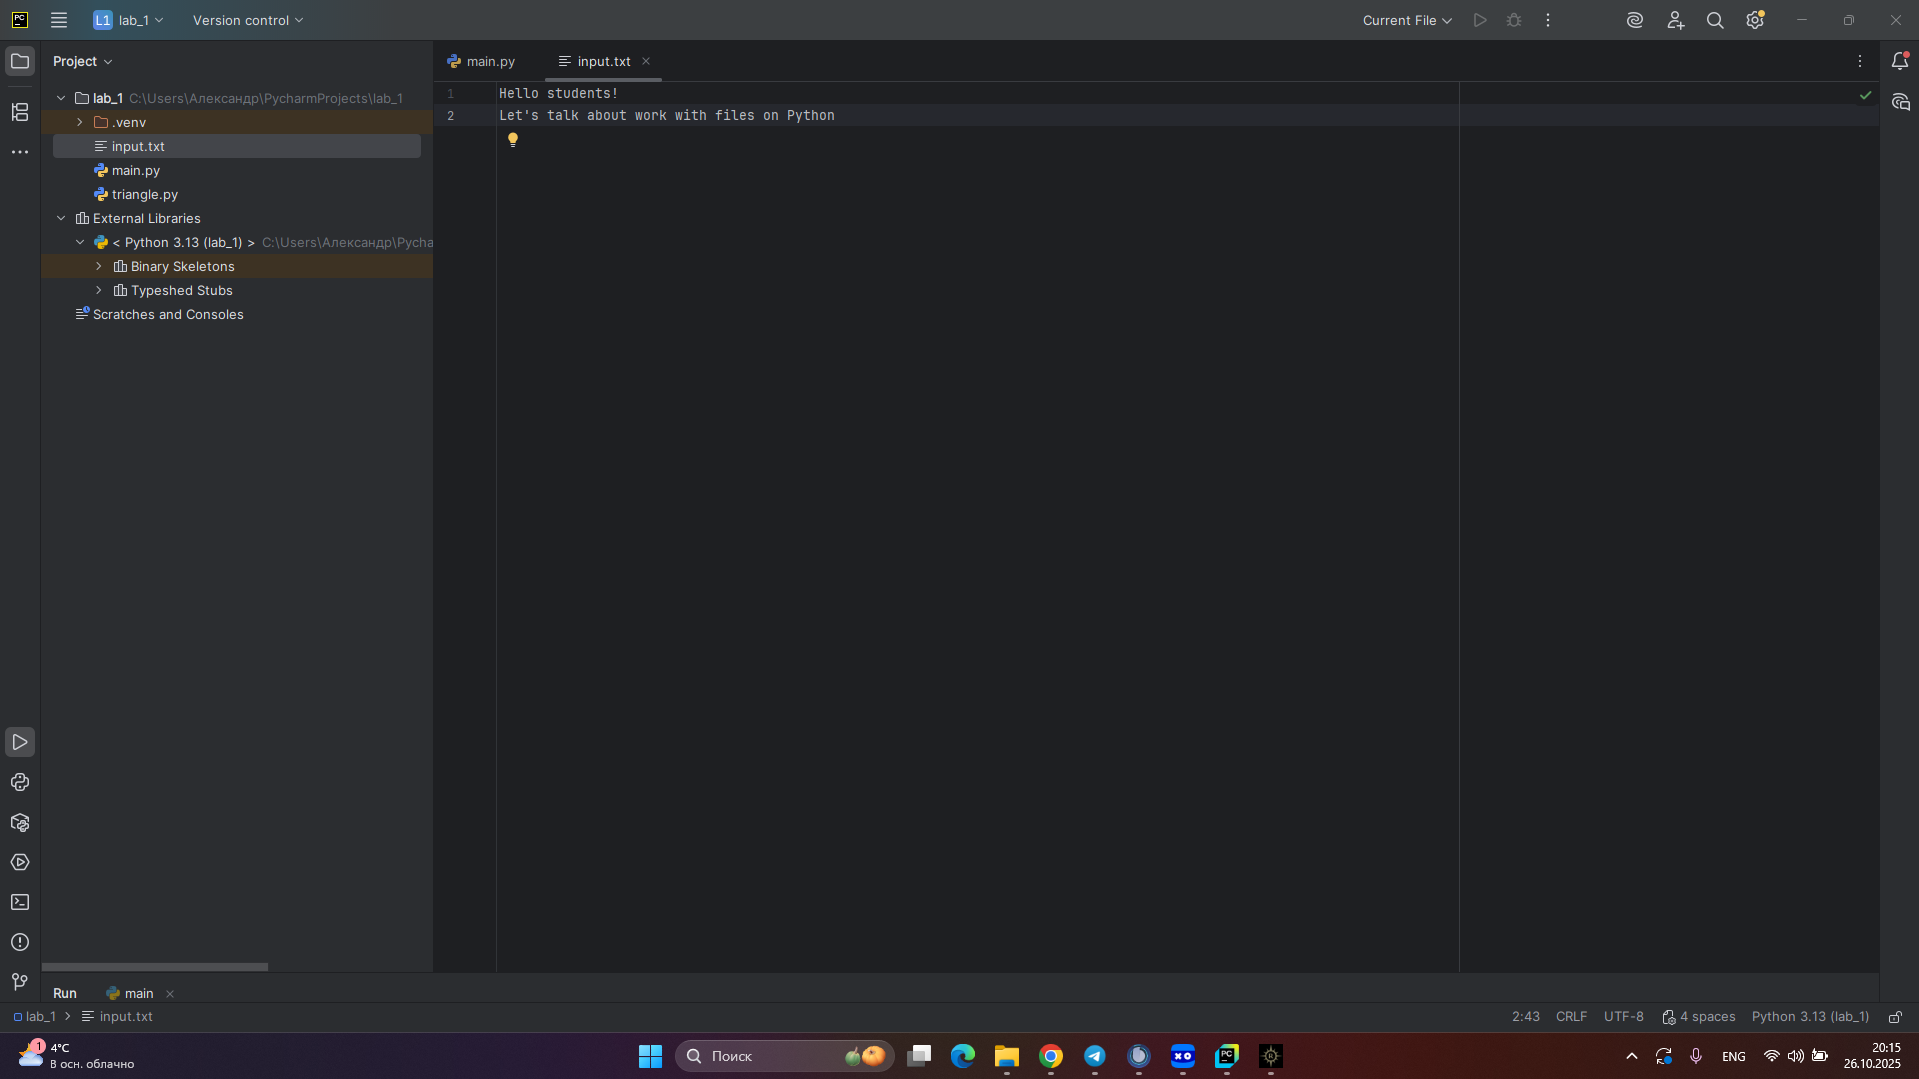 PC
L1 lab_1
Version control
Current File
Project
main.py
input.txt
lab_1 C:\Users\Александр\PycharmProjects\lab_1
.venv
input.txt
main.py
triangle.py
External Libraries
< Python 3.13 (lab_1) > C:\Users\Александр\Pycha
Binary Skeletons
Typeshed Stubs
Scratches and Consoles
1 Hello students!
2 Let's talk about work with files on Python
Run
main
lab_1 > input.txt
2:43 CRLF UTF-8 4 spaces Python 3.13 (lab_1)
1
4°C
В осн. облачно
Поиск
XO
PC
ENG
20:15
26.10.2025